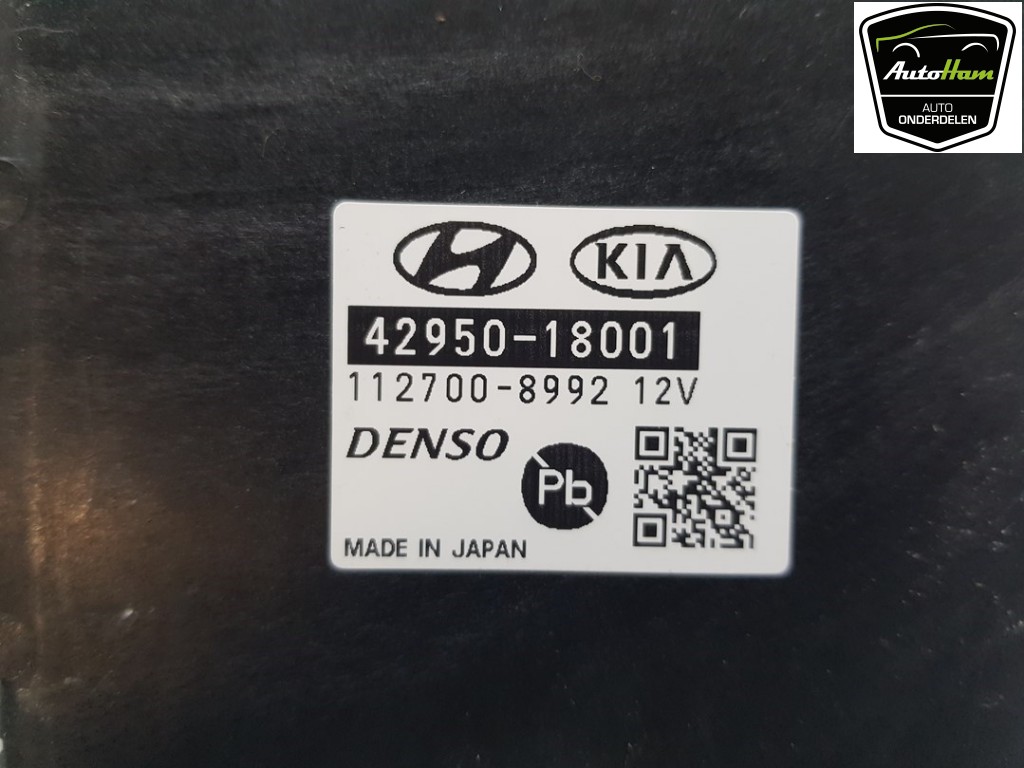 AutoHam
AUTO
ONDERDELEN
KIA
42950-18001
112700-8992 12V
DENSO
Pb
MADE IN JAPAN